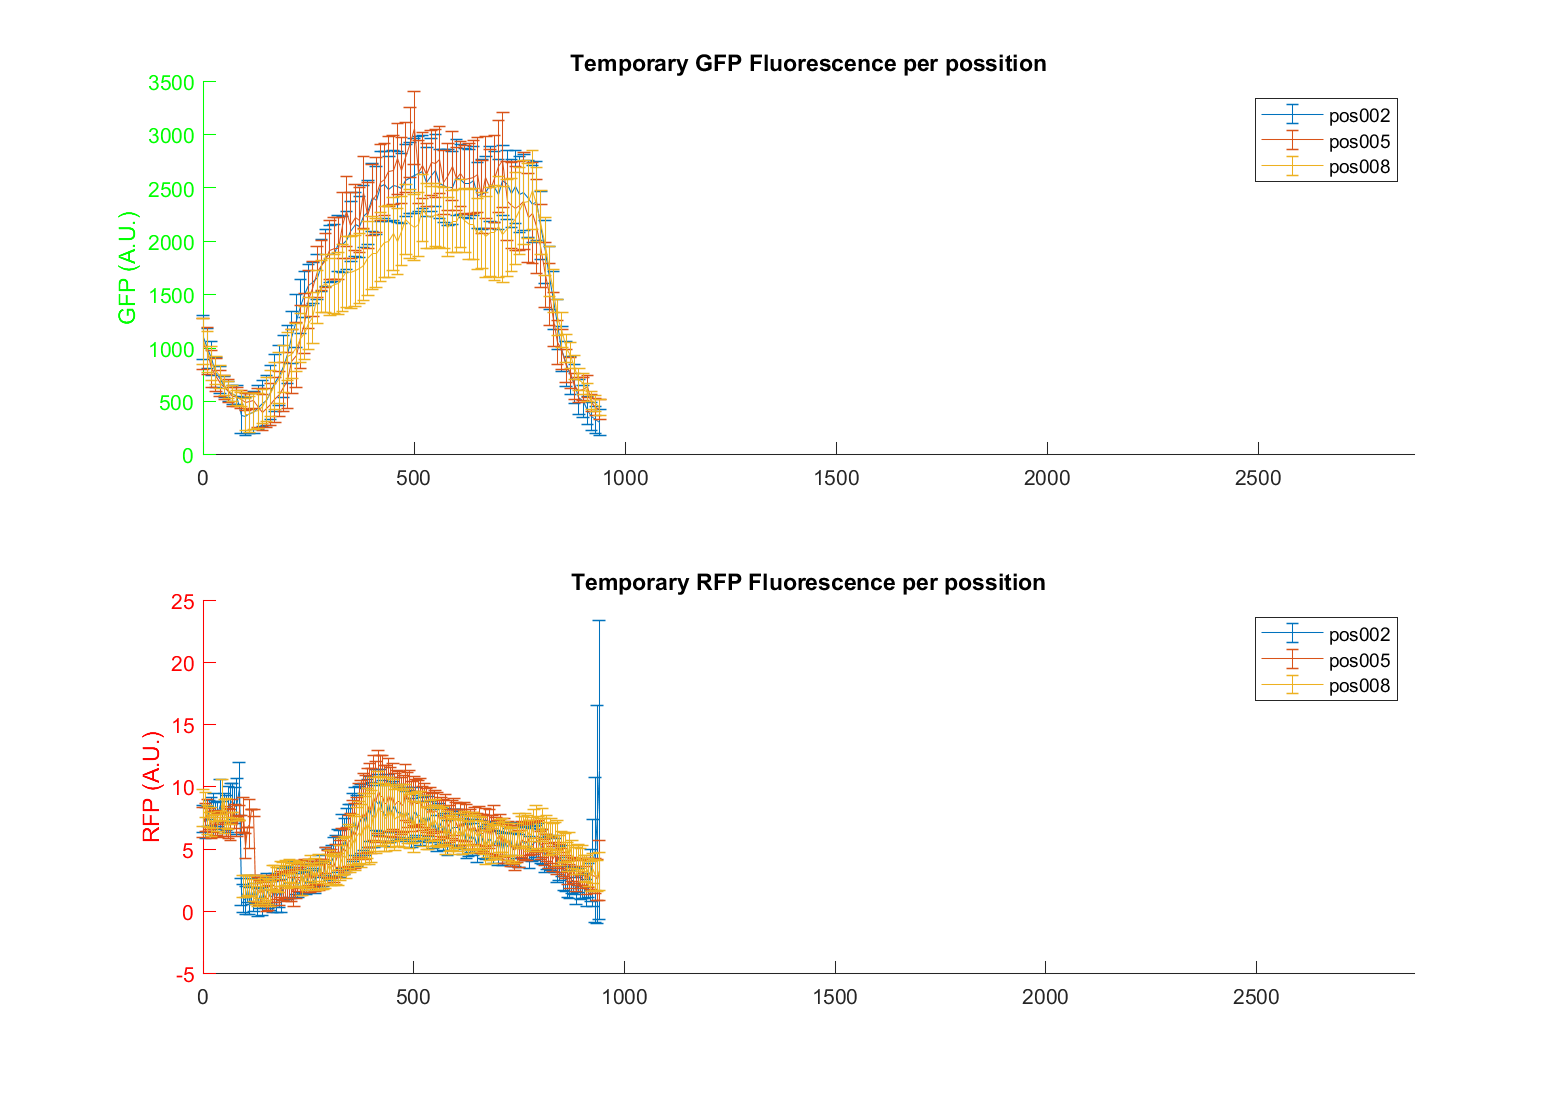 Temporary GFP Fluorescence per possition
3500
3000
2500
2000
1500
1000
500
0
GFP (A.U.)
0 500 1000 1500 2000 2500
pos002
pos005
pos008
Temporary RFP Fluorescence per possition
25
20
15
10
5
0
-5
RFP (A.U.)
0 500 1000 1500 2000 2500
pos002
pos005
pos008